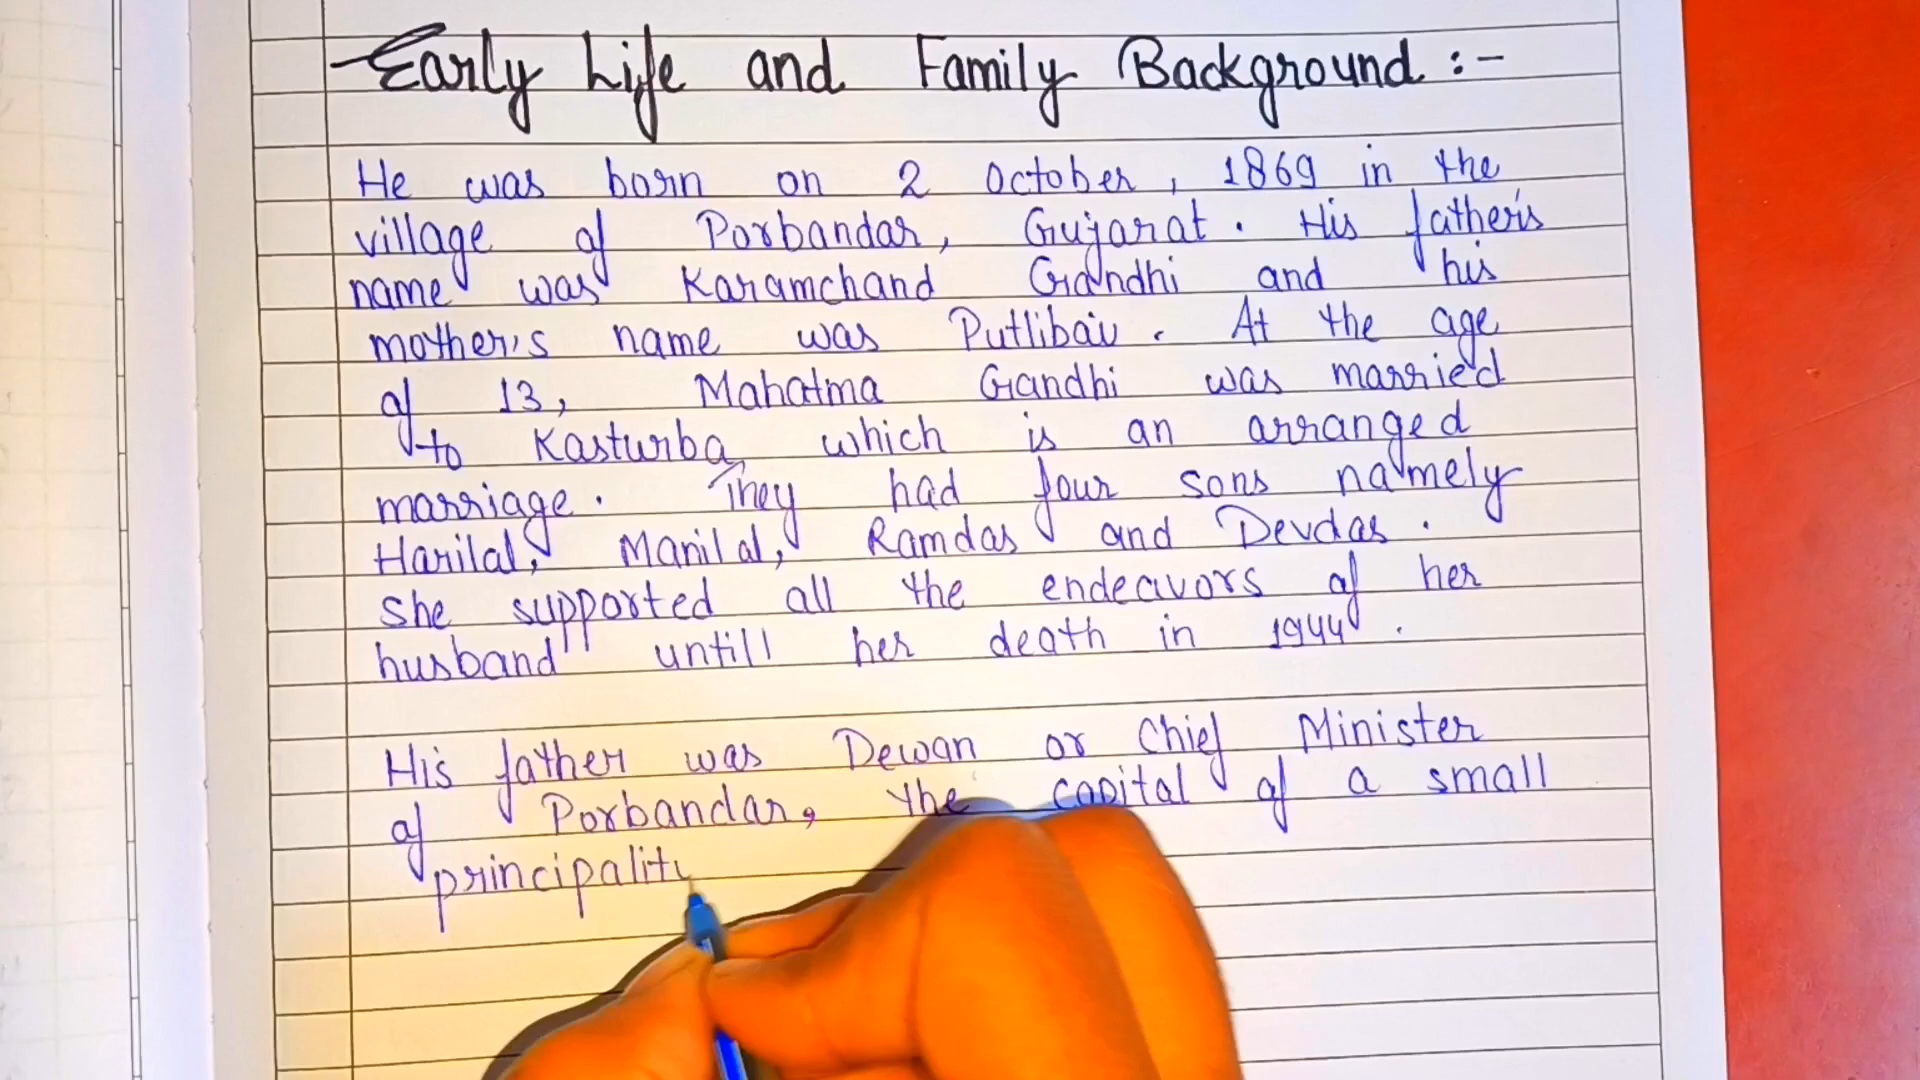 Early Life and Family Background :-
He was born on 2 October, 1869 in the
village of Porbandar, Gujarat. His father's
name was Karamchand Gandhi and his
mother's name was Putlibai. At the age
of 13, Mahatma Gandhi was married
to Kasturba which is an arranged
marriage. They had four sons namely
Harilal, Manilal, Ramdas and Devdas.
She supported all the endeavors of her
husband untill her death in 1944.
His father was Dewan or Chief Minister
of Porbandar, the capital of a small